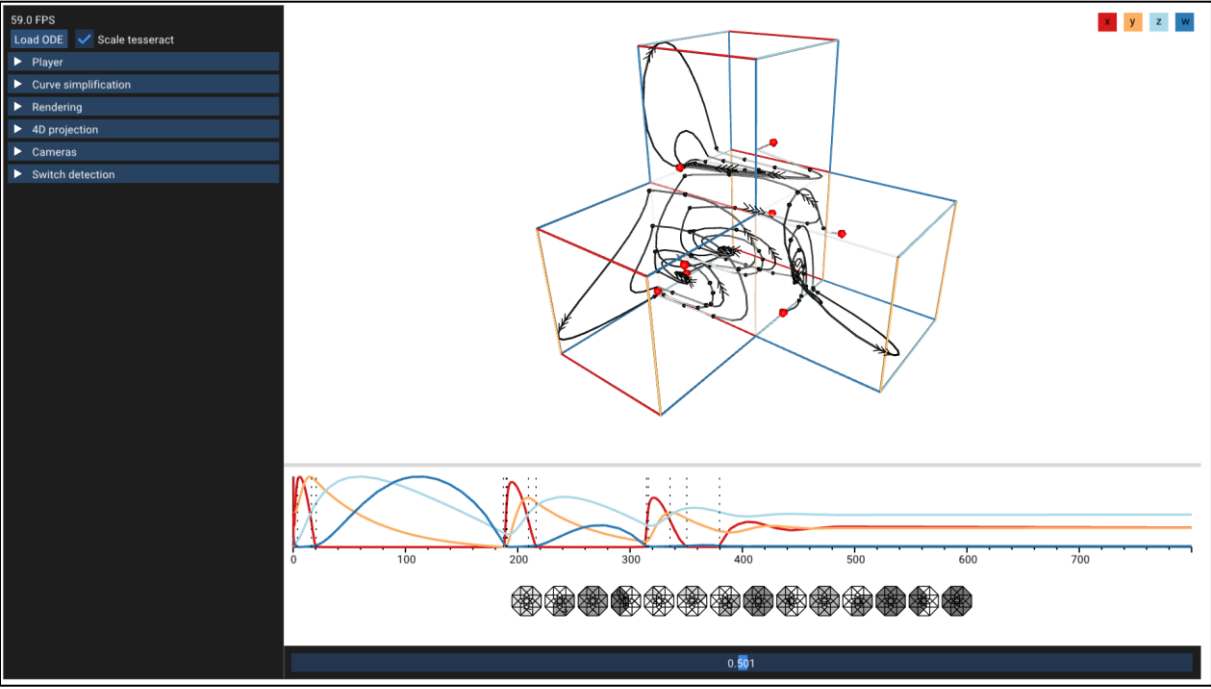 59.0 FPS
Load ODE Scale tesseract
Player
Curve simplification
Rendering
4D projection
Cameras
Switch detection
x y z w
0 100 200 300 400 500 600 700
0.501